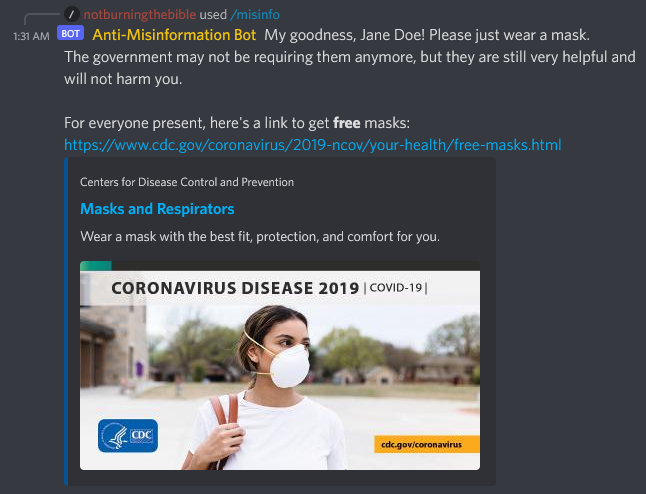 / notburningthebible used /misinfo
1:31 AM BOT Anti-Misinformation Bot My goodness, Jane Doe! Please just wear a mask.
The government may not be requiring them anymore, but they are still very helpful and
will not harm you.
For everyone present, here's a link to get free masks:
https://www.cdc.gov/coronavirus/2019-ncov/your-health/free-masks.html
Centers for Disease Control and Prevention
Masks and Respirators
Wear a mask with the best fit, protection, and comfort for you.
CORONAVIRUS DISEASE 2019 | COVID-19 |
CDC
cdc.gov/coronavirus